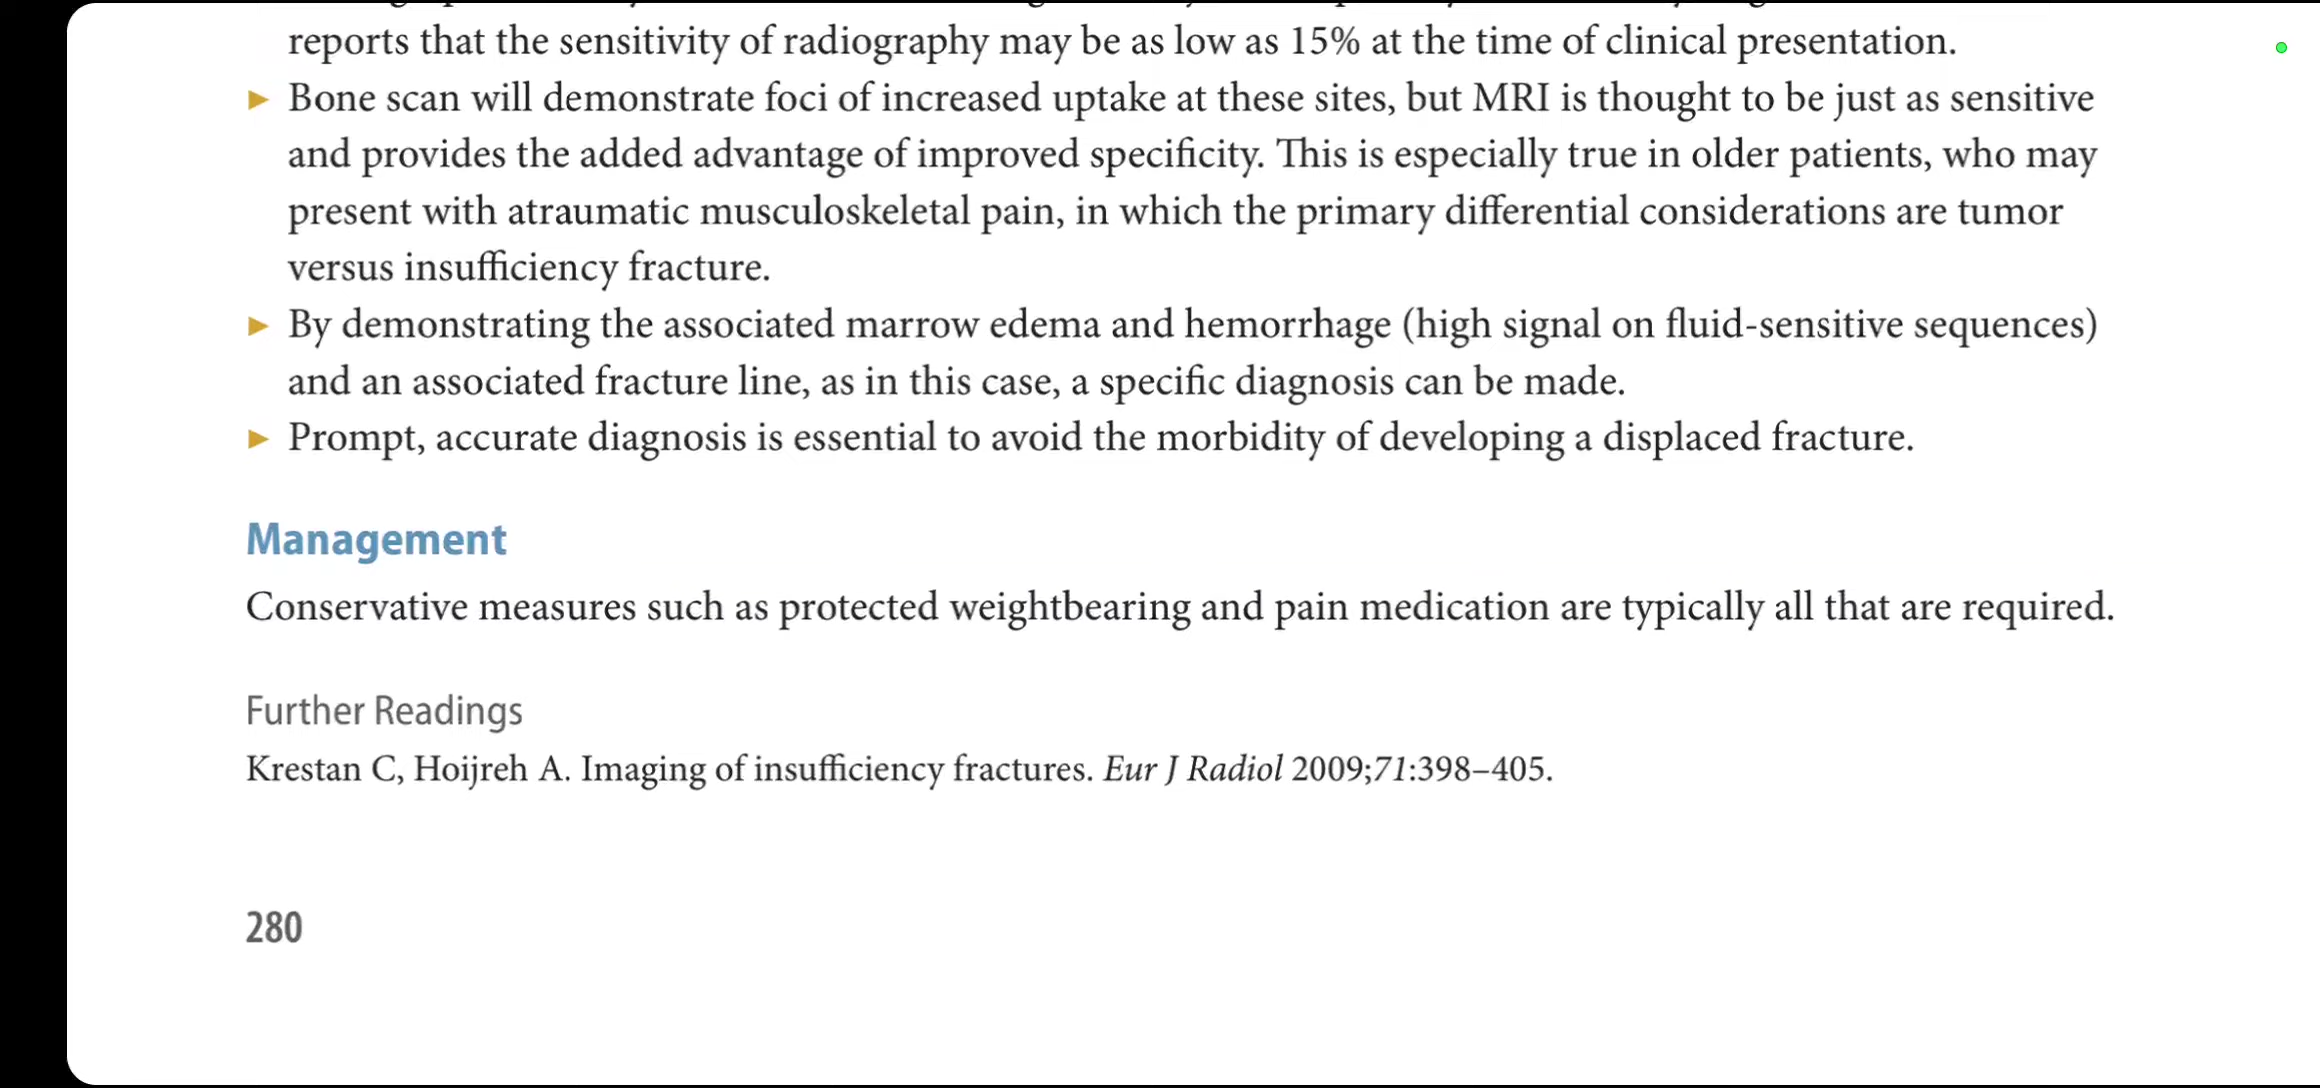 reports that the sensitivity of radiography may be as low as 15% at the time of clinical presentation.
► Bone scan will demonstrate foci of increased uptake at these sites, but MRI is thought to be just as sensitive
and provides the added advantage of improved specificity. This is especially true in older patients, who may
present with atraumatic musculoskeletal pain, in which the primary differential considerations are tumor
versus insufficiency fracture.
► By demonstrating the associated marrow edema and hemorrhage (high signal on fluid-sensitive sequences)
and an associated fracture line, as in this case, a specific diagnosis can be made.
► Prompt, accurate diagnosis is essential to avoid the morbidity of developing a displaced fracture.
Management
Conservative measures such as protected weightbearing and pain medication are typically all that are required.
Further Readings
Krestan C, Hoijreh A. Imaging of insufficiency fractures. Eur J Radiol 2009;71:398–405.
280